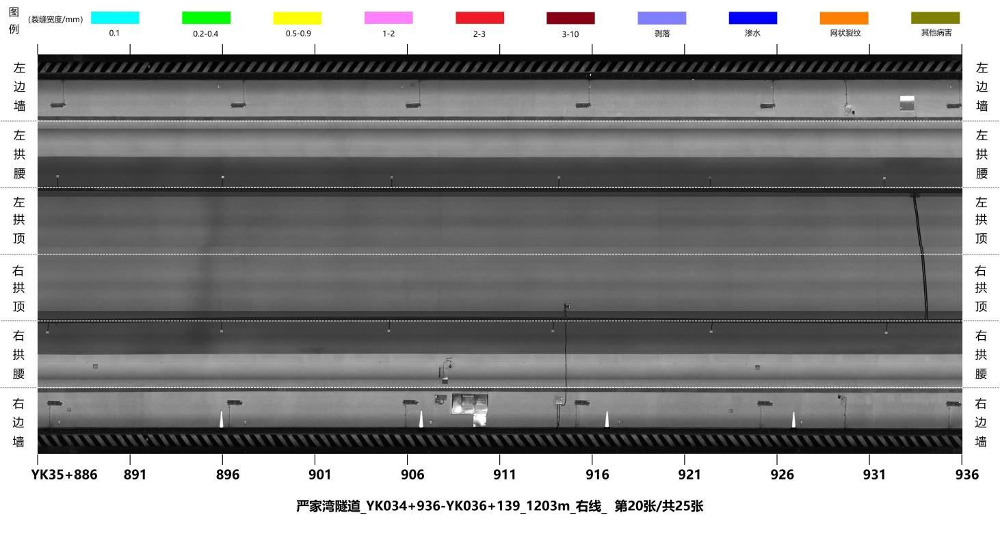 图例
(裂缝宽度/mm)
0.1
0.2-0.4
0.5-0.9
1-2
2-3
3-10
剥落
渗水
网状裂纹
其他病害
左边墙
左边墙
左拱腰
左拱腰
左拱顶
左拱顶
右拱顶
右拱顶
右拱腰
右拱腰
右边墙
右边墙
YK35+886 891 896 901 906 911 916 921 926 931 936
严家湾隧道_YK034+936-YK036+139_1203m_右线_ 第20张/共25张